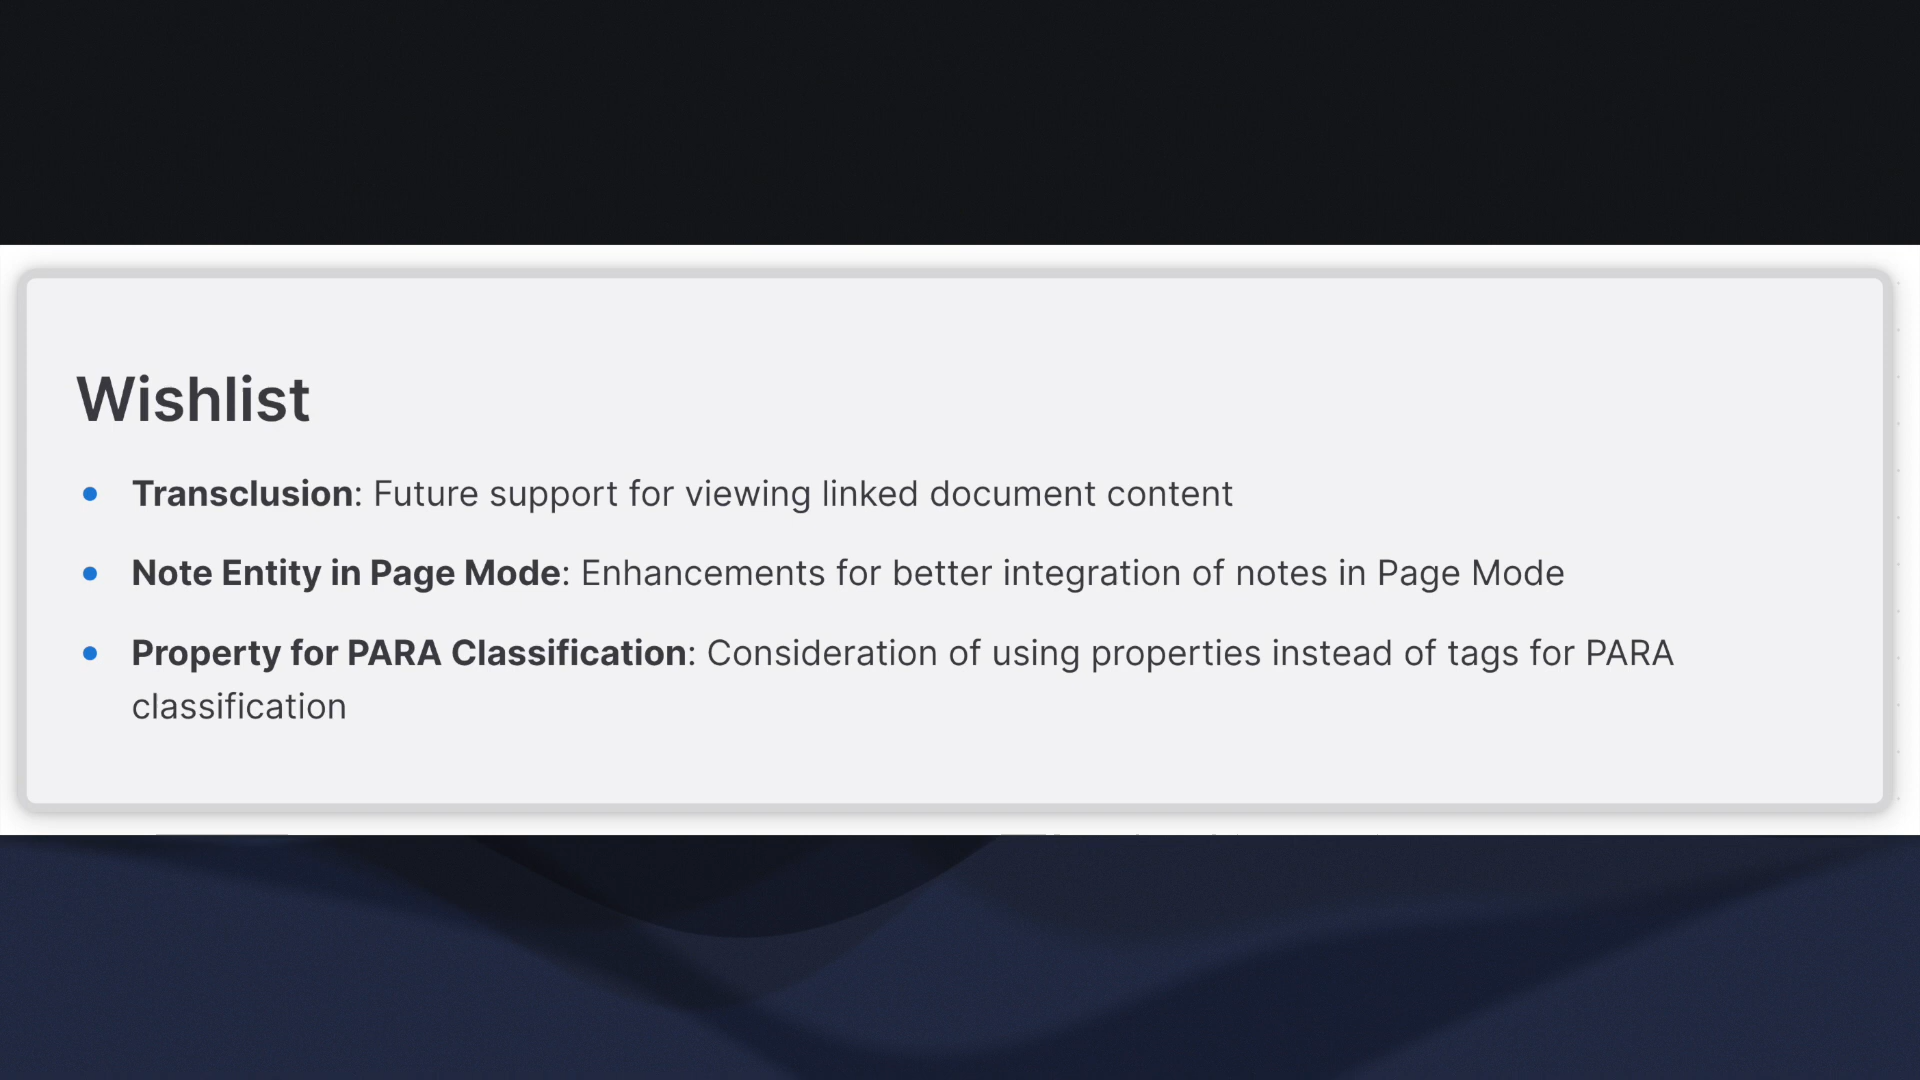 Wishlist
Transclusion: Future support for viewing linked document content
Note Entity in Page Mode: Enhancements for better integration of notes in Page Mode
Property for PARA Classification: Consideration of using properties instead of tags for PARA
classification